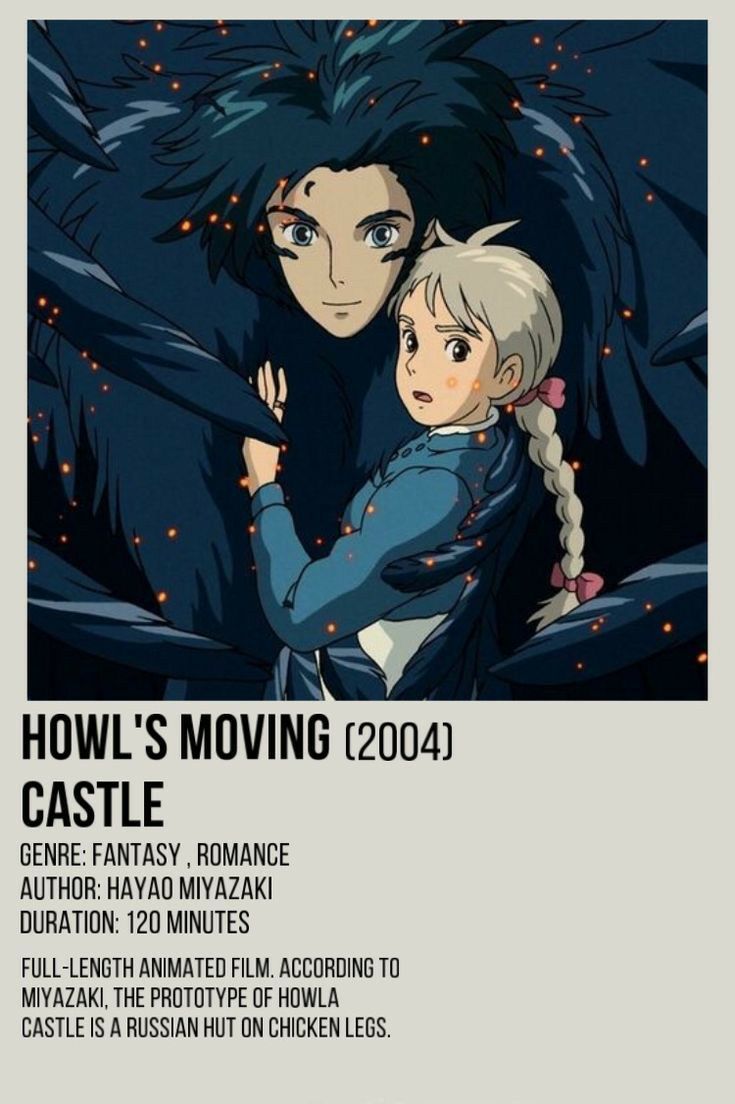 HOWL'S MOVING (2004)
CASTLE
GENRE: FANTASY , ROMANCE
AUTHOR: HAYAO MIYAZAKI
DURATION: 120 MINUTES
FULL-LENGTH ANIMATED FILM. ACCORDING TO
MIYAZAKI, THE PROTOTYPE OF HOWLA
CASTLE IS A RUSSIAN HUT ON CHICKEN LEGS.